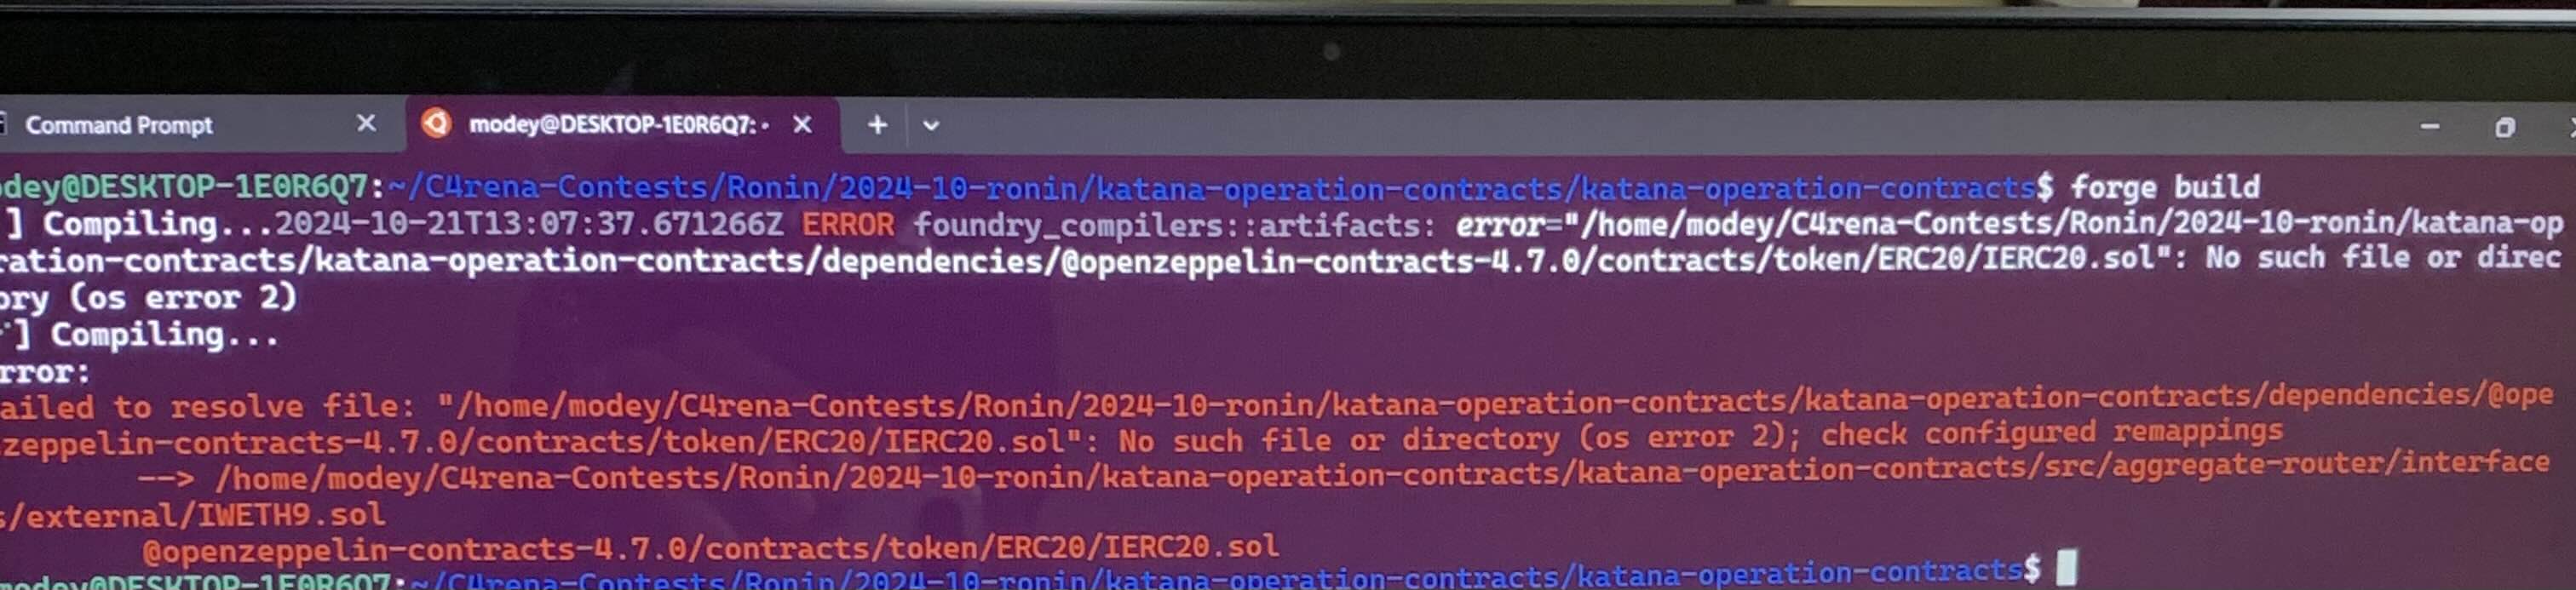 Command Prompt
modey@DESKTOP-1E0R6Q7: ~
odey@DESKTOP-1E0R6Q7:~/C4rena-Contests/Ronin/2024-10-ronin/katana-operation-contracts/katana-operation-contracts$ forge build
] Compiling...2024-10-21T13:07:37.671266Z ERROR foundry_compilers::artifacts: error="/home/modey/C4rena-Contests/Ronin/2024-10-ronin/katana-op
ration-contracts/katana-operation-contracts/dependencies/@openzeppelin-contracts-4.7.0/contracts/token/ERC20/IERC20.sol": No such file or direc
ory (os error 2)
] Compiling...
rror:
ailed to resolve file: "/home/modey/C4rena-Contests/Ronin/2024-10-ronin/katana-operation-contracts/katana-operation-contracts/dependencies/@ope
zeppelin-contracts-4.7.0/contracts/token/ERC20/IERC20.sol": No such file or directory (os error 2); check configured remappings
--> /home/modey/C4rena-Contests/Ronin/2024-10-ronin/katana-operation-contracts/katana-operation-contracts/src/aggregate-router/interface
s/external/IWETH9.sol
@openzeppelin-contracts-4.7.0/contracts/token/ERC20/IERC20.sol
modey@DESKTOP-1E0R6Q7:~/C4rena-Contests/Ronin/2024-10-ronin/katana-operation-contracts/katana-operation-contracts$